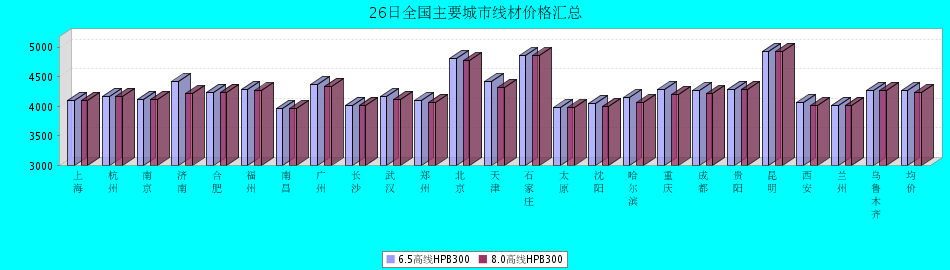 26日全国主要城市线材价格汇总
5000
4500
4000
3500
3000
上海
杭州
南京
济南
合肥
福州
南昌
广州
长沙
武汉
郑州
北京
天津
石家庄
太原
沈阳
哈尔滨
重庆
成都
贵阳
昆明
西安
兰州
乌鲁木齐
均价
6.5高线HPB300
8.0高线HPB300